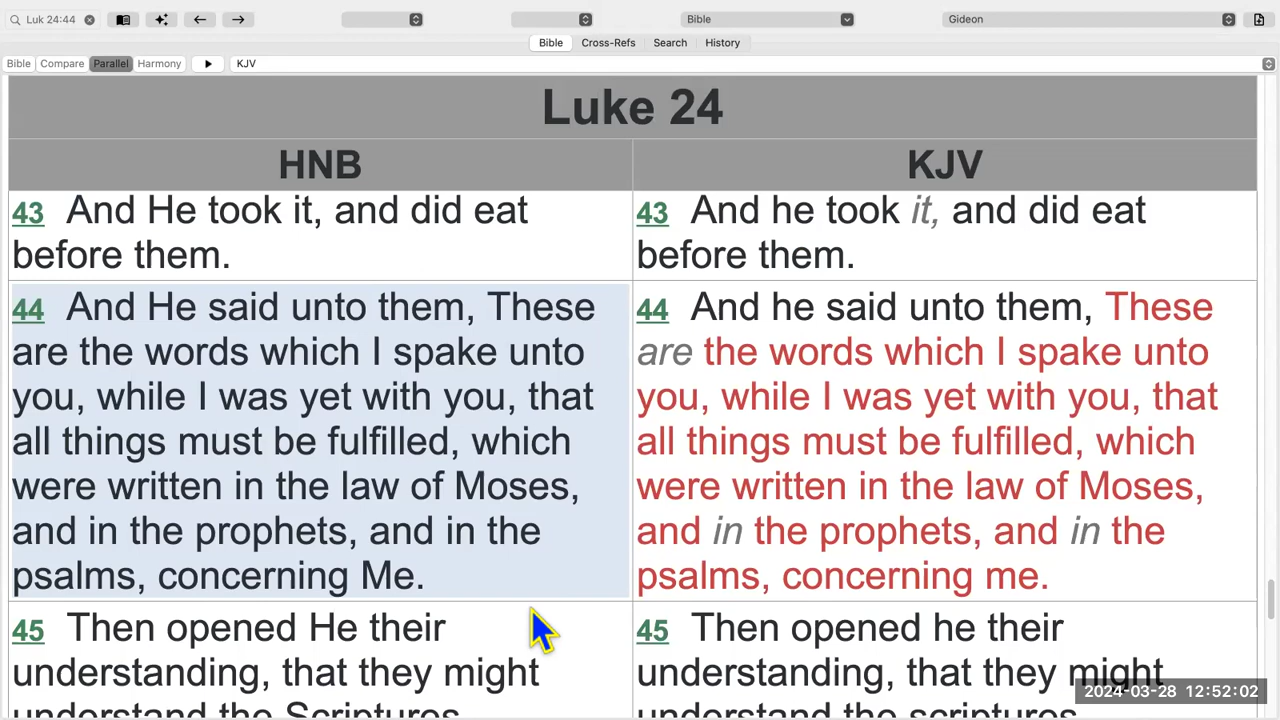 Luk 24:44
Bible
Gideon
Bible Cross-Refs Search History
Bible Compare Parallel Harmony KJV
Luke 24
HNB
43 And He took it, and did eat
before them.
44 And He said unto them, These
are the words which I spake unto
you, while I was yet with you, that
all things must be fulfilled, which
were written in the law of Moses,
and in the prophets, and in the
psalms, concerning Me.
45 Then opened He their
understanding, that they might
understand the Scriptures
KJV
43 And he took it, and did eat
before them.
44 And he said unto them, These
are the words which I spake unto
you, while I was yet with you, that
all things must be fulfilled, which
were written in the law of Moses,
and in the prophets, and in the
psalms, concerning me.
45 Then opened he their
understanding, that they might
understand the scriptures
2024-03-28 12:52:02